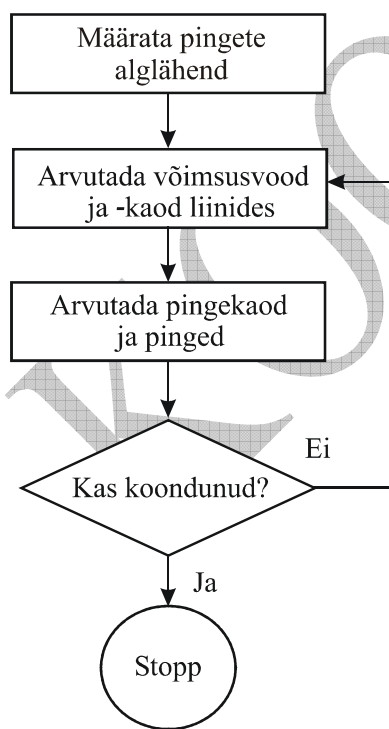 Määrata pingete
alglähend
Arvutada võimsusvood
ja -kaod liinides
Arvutada pingekaod
ja pinged
Ei
Kas koondunud?
Ja
Stopp